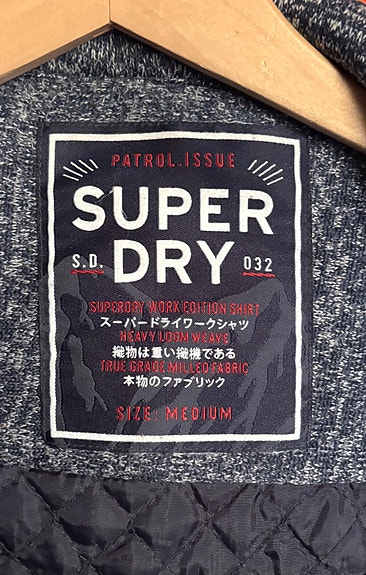 PATROL.ISSUE
SUPER
S.D. DRY 032
SUPERDRY WORK EDITION SHIRT
スーパードライワークシャツ
HEAVY LOOM WEAVE
織物は重い織機である
TRUE GRADE MILLED FABRIC
本物のファブリック
SIZE: MEDIUM